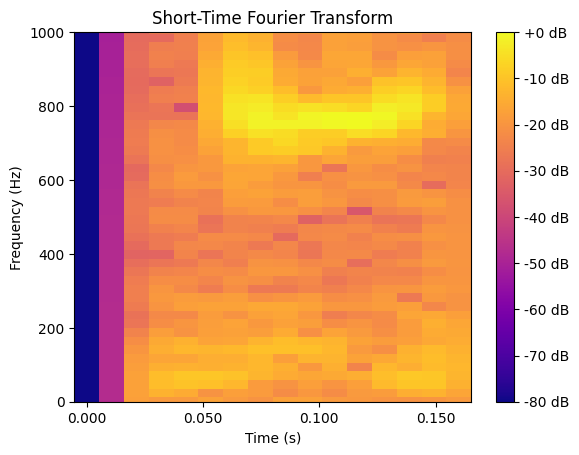 Short-Time Fourier Transform
1000
800
600
400
200
0
Frequency (Hz)
0.000
0.050
0.100
0.150
Time (s)
+0 dB
-10 dB
-20 dB
-30 dB
-40 dB
-50 dB
-60 dB
-70 dB
-80 dB